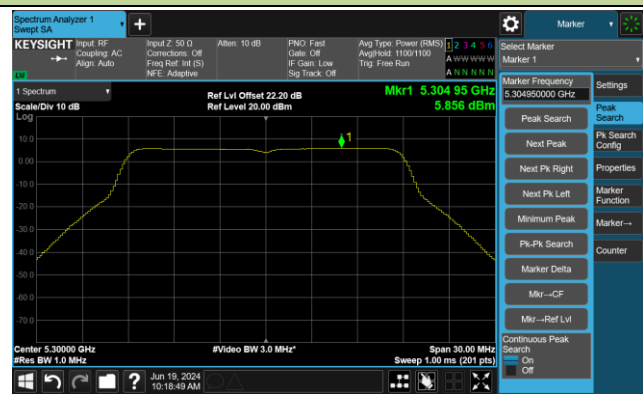 Spectrum Analyzer 1
Swept SA
+
Marker
KEYSIGHT
Input: RF
Coupling: AC
Align: Auto
Input Z: 50 Ω
Corrections: Off
Freq Ref: Int (S)
NFE: Adaptive
Atten: 10 dB
PNO: Fast
Gate: Off
IF Gain: Low
Sig Track: Off
Avg Type: Power (RMS)
Avg|Hold: 1100/1100
Trig: Free Run
1 2 3 4 5 6
A W W W W W
A N N N N N
LW
Select Marker
Marker 1
1 Spectrum
Scale/Div 10 dB
Log
Ref Lvl Offset 22.20 dB
Ref Level 20.00 dBm
Mkr1 5.304 95 GHz
5.856 dBm
10.0
0.00
-10.0
-20.0
-30.0
-40.0
-50.0
-60.0
-70.0
1
Center 5.30000 GHz
#Res BW 1.0 MHz
#Video BW 3.0 MHz*
Span 30.00 MHz
Sweep 1.00 ms (201 pts)
Marker Frequency
5.304950000 GHz
Peak Search
Next Peak
Next Pk Right
Next Pk Left
Minimum Peak
Pk-Pk Search
Marker Delta
Mkr→CF
Mkr→Ref Lvl
Continuous Peak
Search
On
Off
Settings
Peak
Search
Pk Search
Config
Properties
Marker
Function
Marker→
Counter
?
Jun 19, 2024
10:18:49 AM